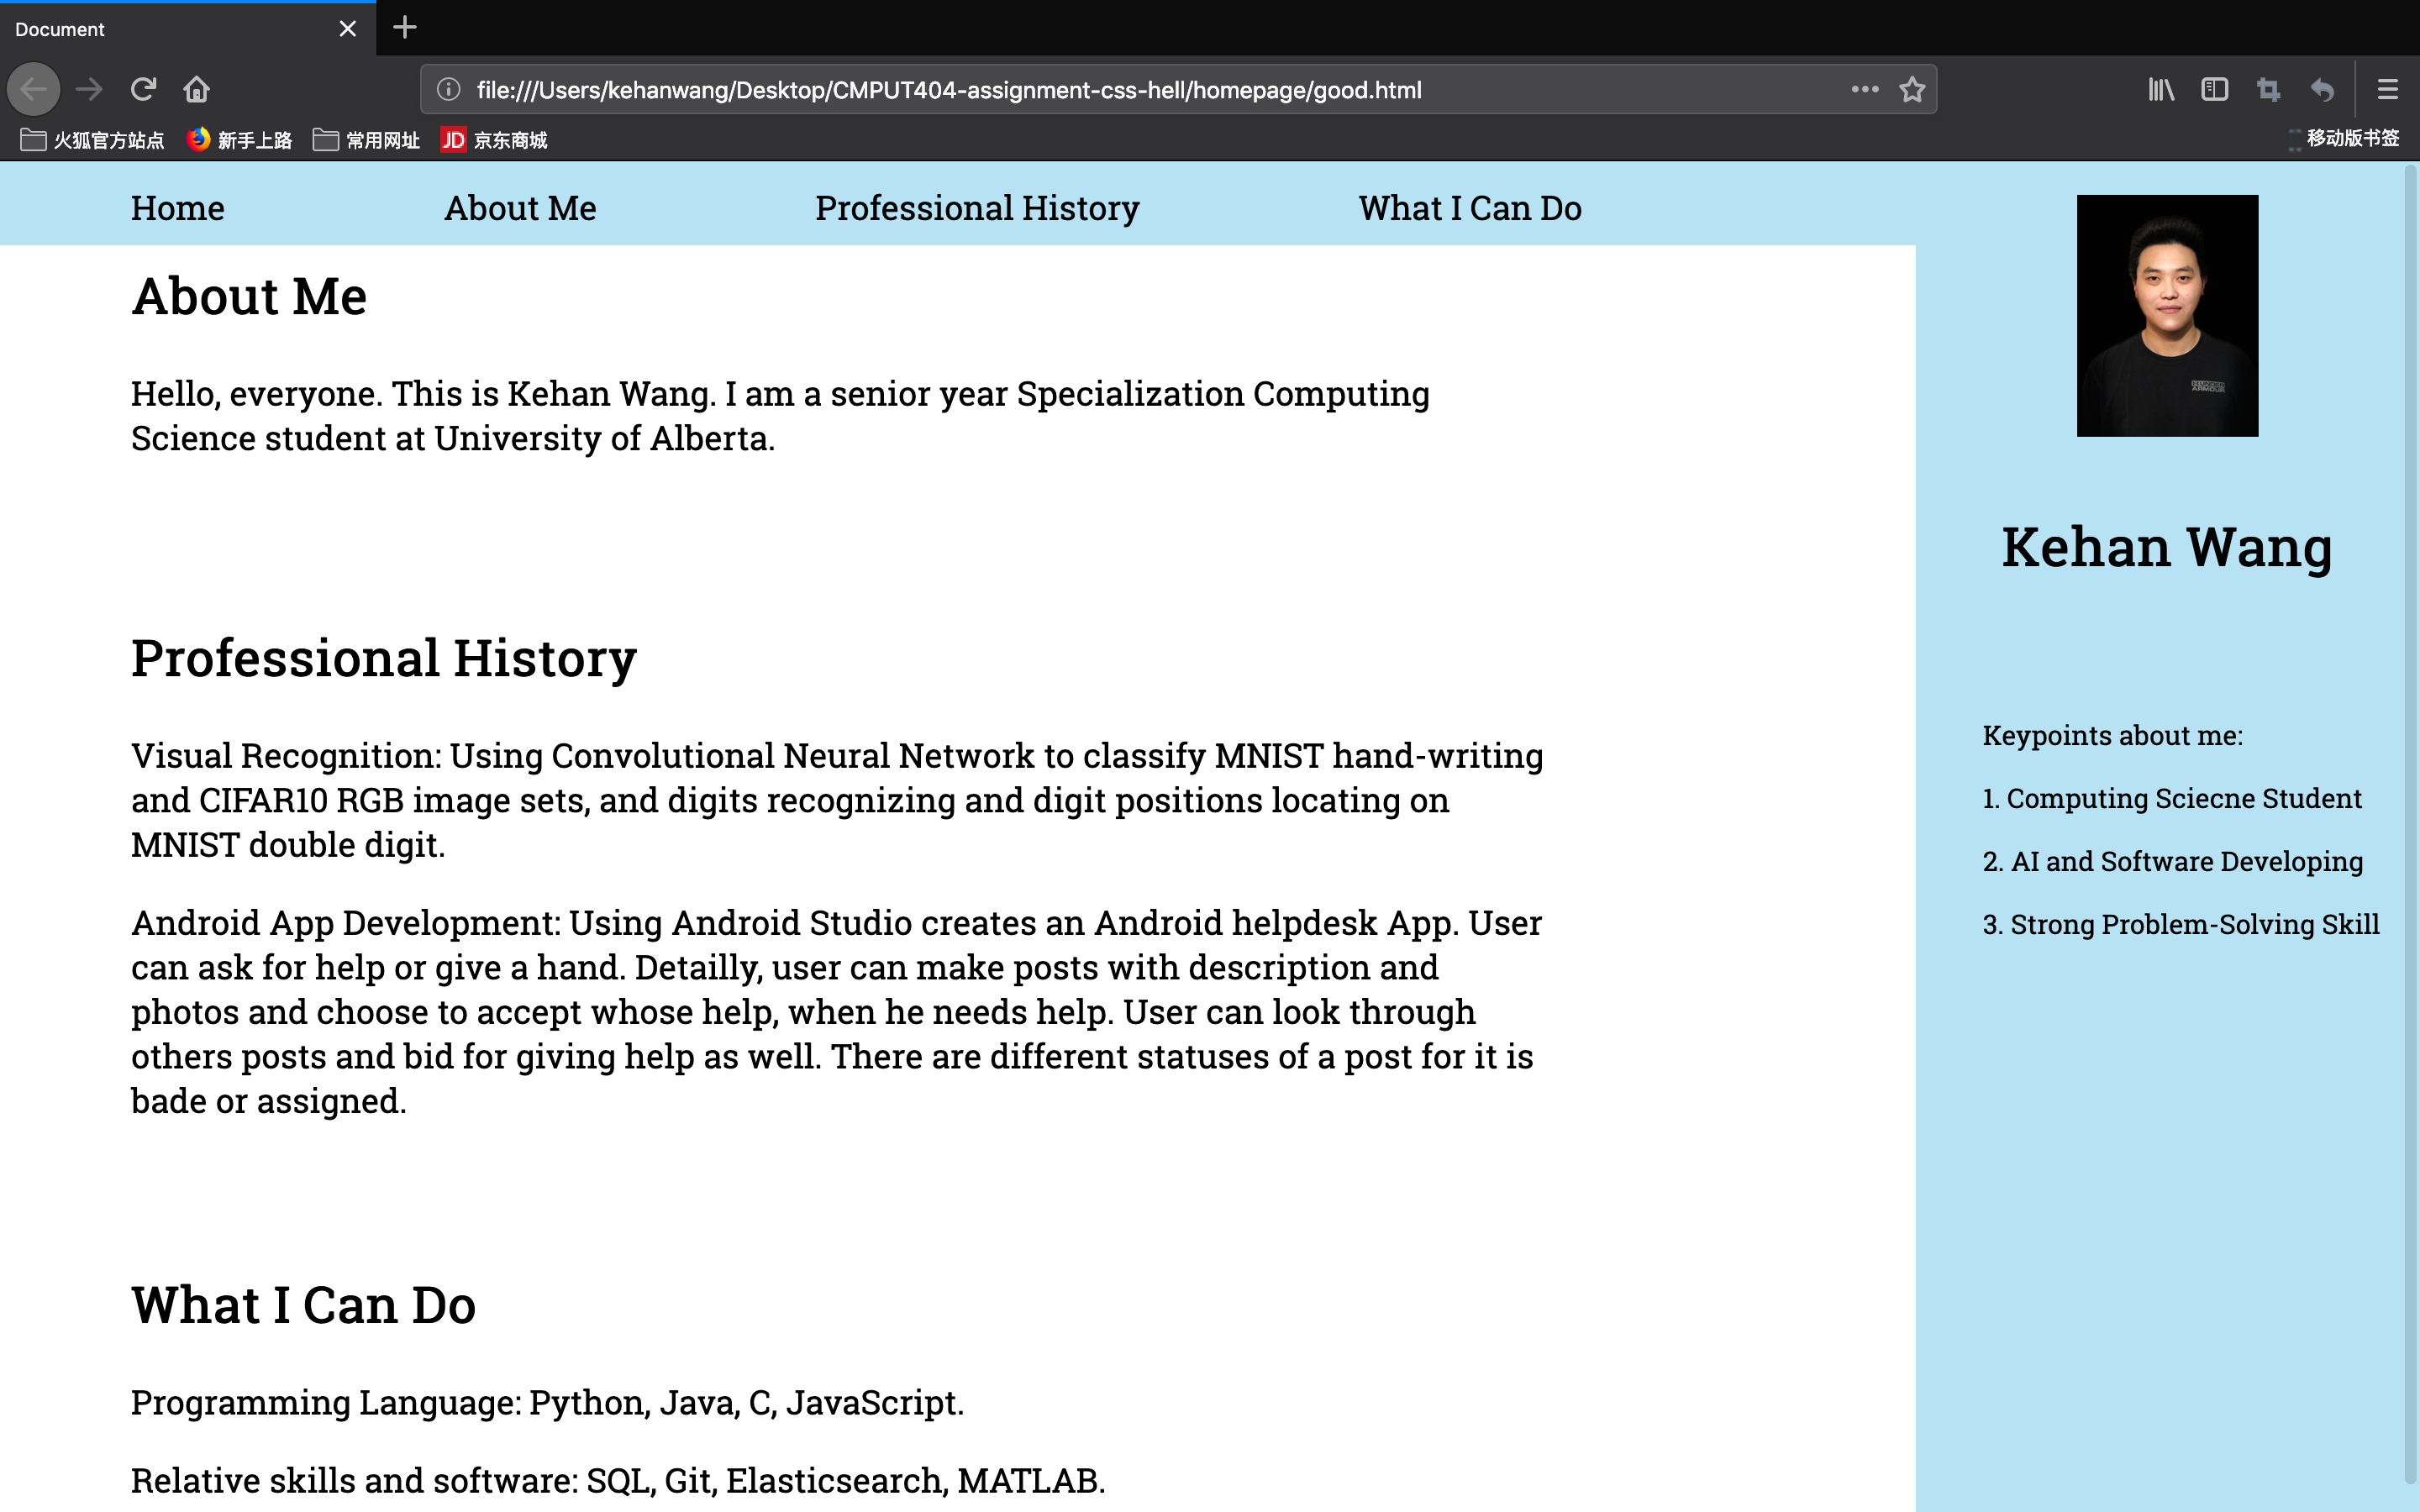 Document
file:///Users/kehanwang/Desktop/CMPUT404-assignment-css-hell/homepage/good.html
火狐官方站点 新手上路 常用网址 JD 京东商城 移动版书签
Home About Me Professional History What I Can Do
About Me
Hello, everyone. This is Kehan Wang. I am a senior year Specialization Computing
Science student at University of Alberta.
Professional History
Visual Recognition: Using Convolutional Neural Network to classify MNIST hand-writing
and CIFAR10 RGB image sets, and digits recognizing and digit positions locating on
MNIST double digit.
Android App Development: Using Android Studio creates an Android helpdesk App. User
can ask for help or give a hand. Detailly, user can make posts with description and
photos and choose to accept whose help, when he needs help. User can look through
others posts and bid for giving help as well. There are different statuses of a post for it is
bade or assigned.
What I Can Do
Programming Language: Python, Java, C, JavaScript.
Relative skills and software: SQL, Git, Elasticsearch, MATLAB.
UNDER
ARMOUR
Kehan Wang
Keypoints about me:
1. Computing Sciecne Student
2. AI and Software Developing
3. Strong Problem-Solving Skill